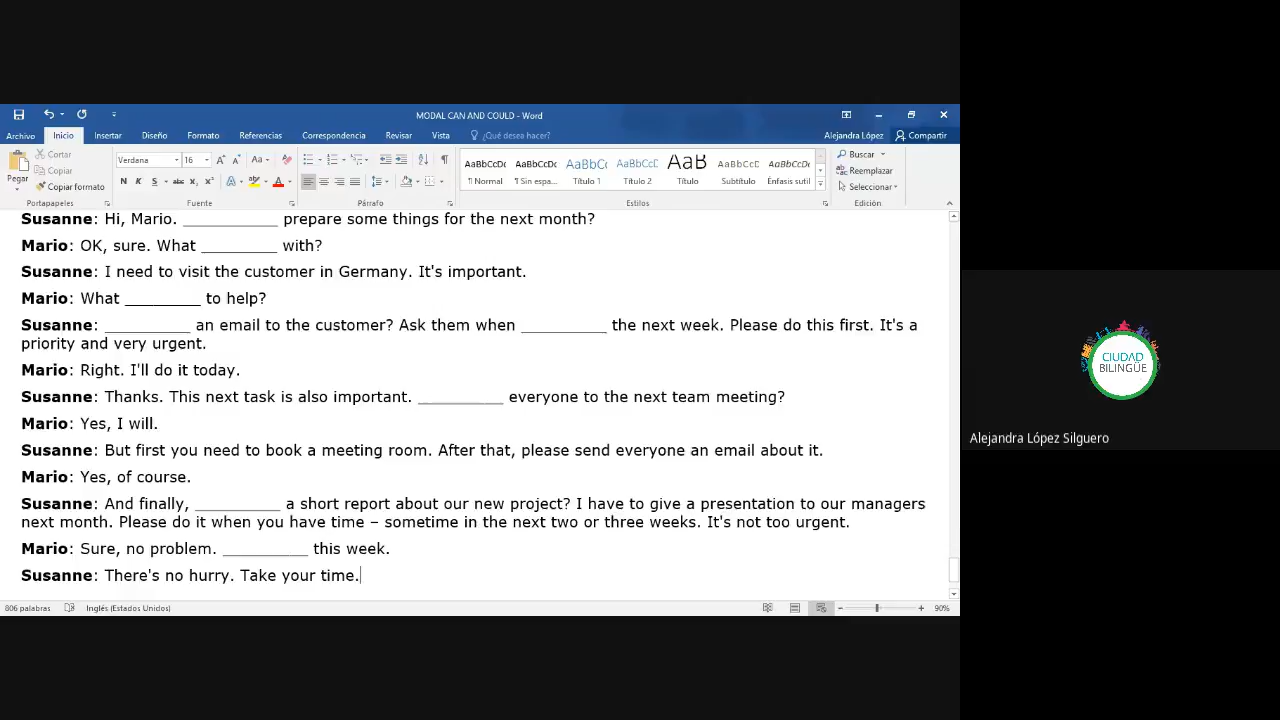 MODAL CAN AND COULD - Word
Archivo Inicio Insertar Diseño Formato Referencias Correspondencia Revisar Vista ¿Qué desea hacer? Alejandra López Compartir
Pegar
Cortar
Copiar
Copiar formato
Portapapeles
Verdana 16
N K S abc x₂ x²
Fuente
Párrafo
AaBbCcDc AaBbCcDc AaBbCc AaBbCcD AaB AaBbCcD AaBbCcDc
¶ Normal ¶ Sin espa... Título 1 Título 2 Título Subtítulo Énfasis sutil
Estilos
Buscar
Reemplazar
Seleccionar
Edición
Susanne: Hi, Mario. ___________ prepare some things for the next month?
Mario: OK, sure. What _________ with?
Susanne: I need to visit the customer in Germany. It's important.
Mario: What _________ to help?
Susanne: __________ an email to the customer? Ask them when __________ the next week. Please do this first. It's a
priority and very urgent.
Mario: Right. I'll do it today.
Susanne: Thanks. This next task is also important. __________ everyone to the next team meeting?
Mario: Yes, I will.
Susanne: But first you need to book a meeting room. After that, please send everyone an email about it.
Mario: Yes, of course.
Susanne: And finally, __________ a short report about our new project? I have to give a presentation to our managers
next month. Please do it when you have time – sometime in the next two or three weeks. It's not too urgent.
Mario: Sure, no problem. __________ this week.
Susanne: There's no hurry. Take your time.
806 palabras Inglés (Estados Unidos) 90%
CIUDAD
BILINGÜE
Alejandra López Silguero